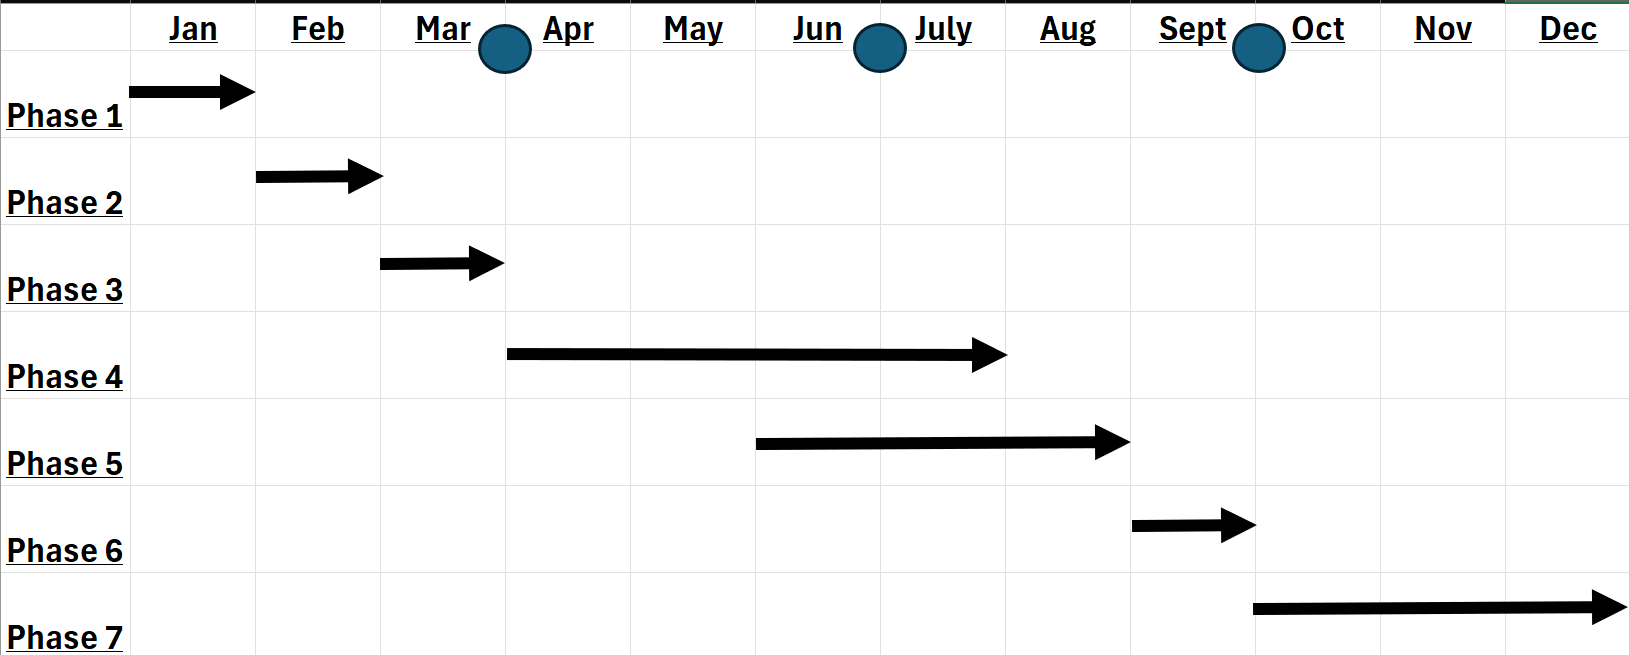 Jan Feb Mar Apr May Jun July Aug Sept Oct Nov Dec
Phase 1
Phase 2
Phase 3
Phase 4
Phase 5
Phase 6
Phase 7